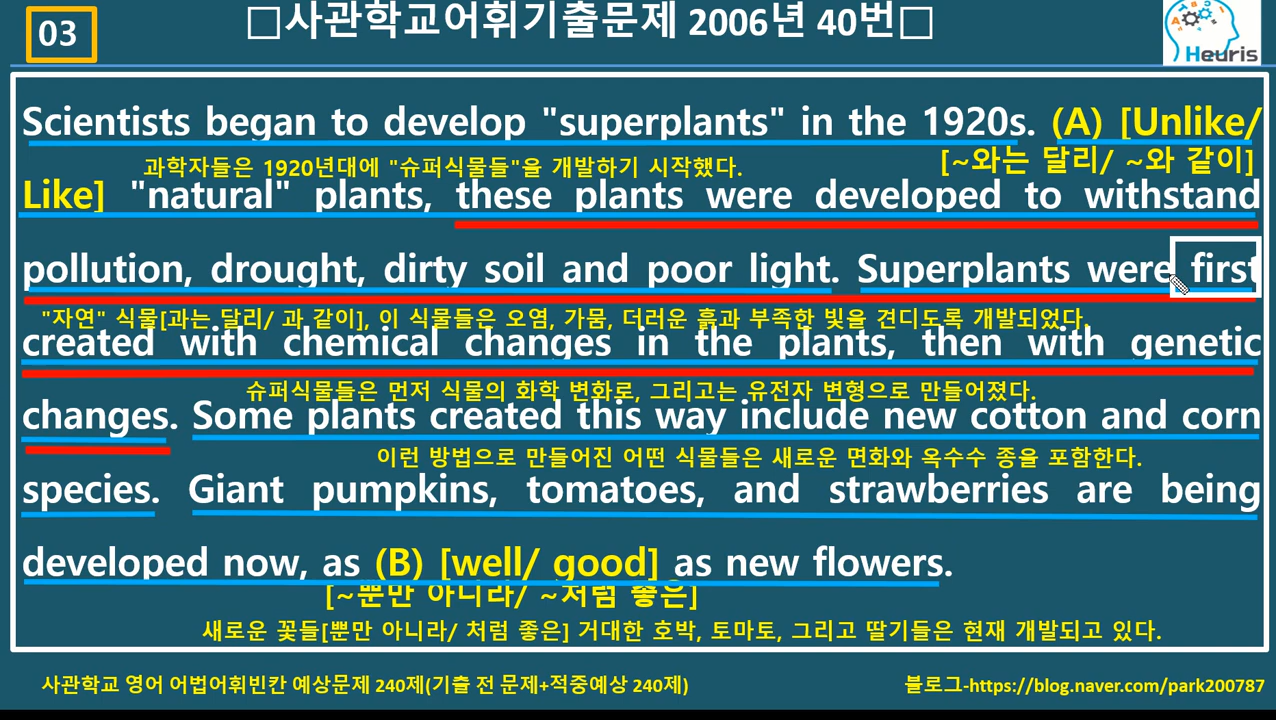 03
□사관학교어휘기출문제 2006년 40번□
Heuris
Scientists began to develop "superplants" in the 1920s. (A) [Unlike/
과학자들은 1920년대에 "슈퍼식물들"을 개발하기 시작했다.
[~와는 달리/ ~와 같이]
Like] "natural" plants, these plants were developed to withstand
pollution, drought, dirty soil and poor light. Superplants were first
"자연" 식물[과는 달리/ 과 같이], 이 식물들은 오염, 가뭄, 더러운 흙과 부족한 빛을 견디도록 개발되었다.
created with chemical changes in the plants, then with genetic
슈퍼식물들은 먼저 식물의 화학 변화로, 그리고는 유전자 변형으로 만들어졌다.
changes. Some plants created this way include new cotton and corn
이런 방법으로 만들어진 어떤 식물들은 새로운 면화와 옥수수 종을 포함한다.
species. Giant pumpkins, tomatoes, and strawberries are being
developed now, as (B) [well/ good] as new flowers.
[~뿐만 아니라/ ~처럼 좋은]
새로운 꽃들[뿐만 아니라/ 처럼 좋은] 거대한 호박, 토마토, 그리고 딸기들은 현재 개발되고 있다.
사관학교 영어 어법어휘빈칸 예상문제 240제(기출 전 문제+적중예상 240제)
블로그-https://blog.naver.com/park200787